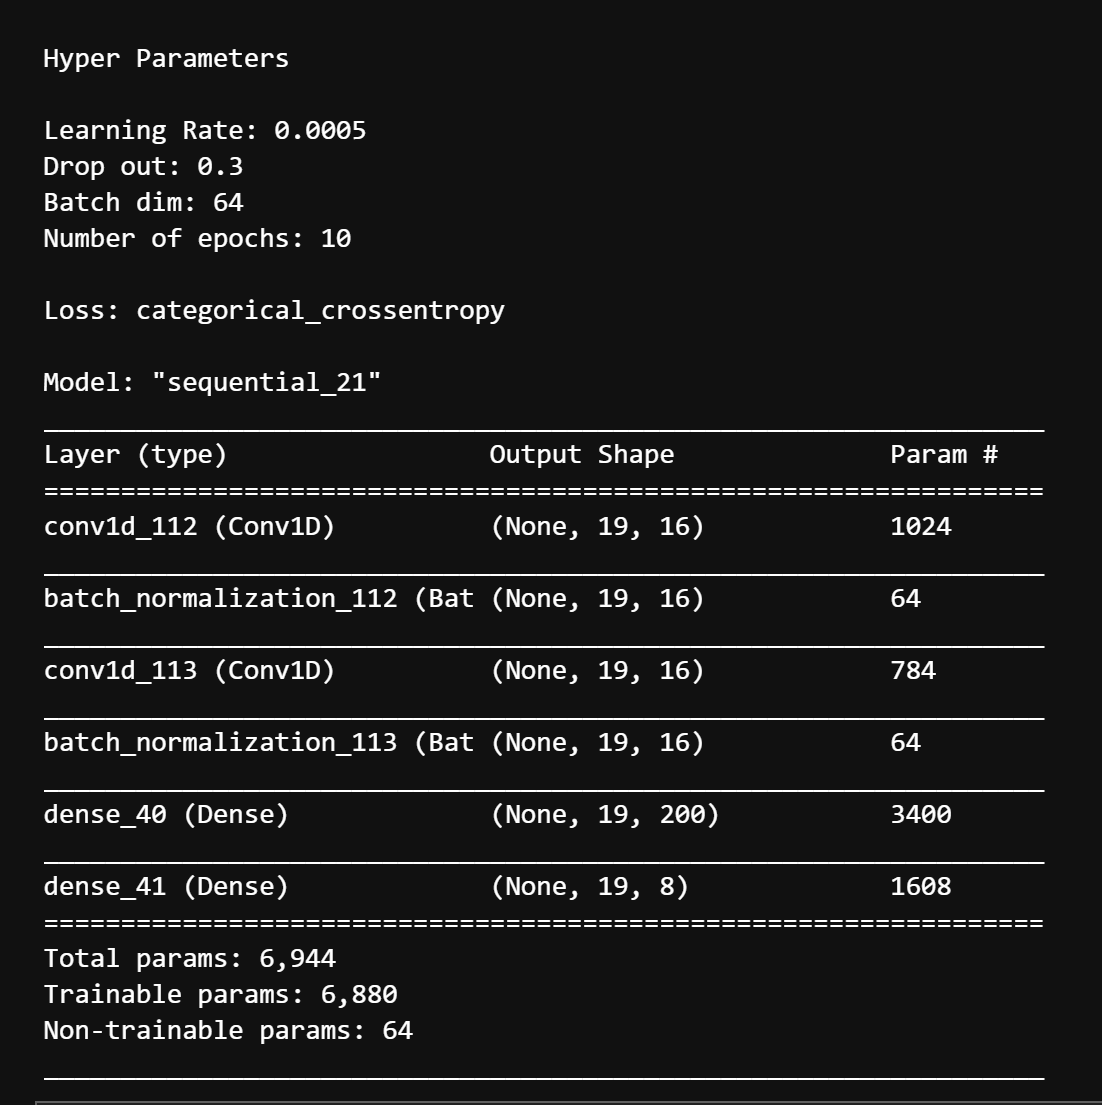 Hyper Parameters
Learning Rate: 0.0005
Drop out: 0.3
Batch dim: 64
Number of epochs: 10
Loss: categorical_crossentropy
Model: "sequential_21"
_________________________________________________________________
Layer (type)                 Output Shape              Param #
=================================================================
conv1d_112 (Conv1D)          (None, 19, 16)            1024
_________________________________________________________________
batch_normalization_112 (Bat (None, 19, 16)            64
_________________________________________________________________
conv1d_113 (Conv1D)          (None, 19, 16)            784
_________________________________________________________________
batch_normalization_113 (Bat (None, 19, 16)            64
_________________________________________________________________
dense_40 (Dense)             (None, 19, 200)           3400
_________________________________________________________________
dense_41 (Dense)             (None, 19, 8)             1608
=================================================================
Total params: 6,944
Trainable params: 6,880
Non-trainable params: 64
_________________________________________________________________